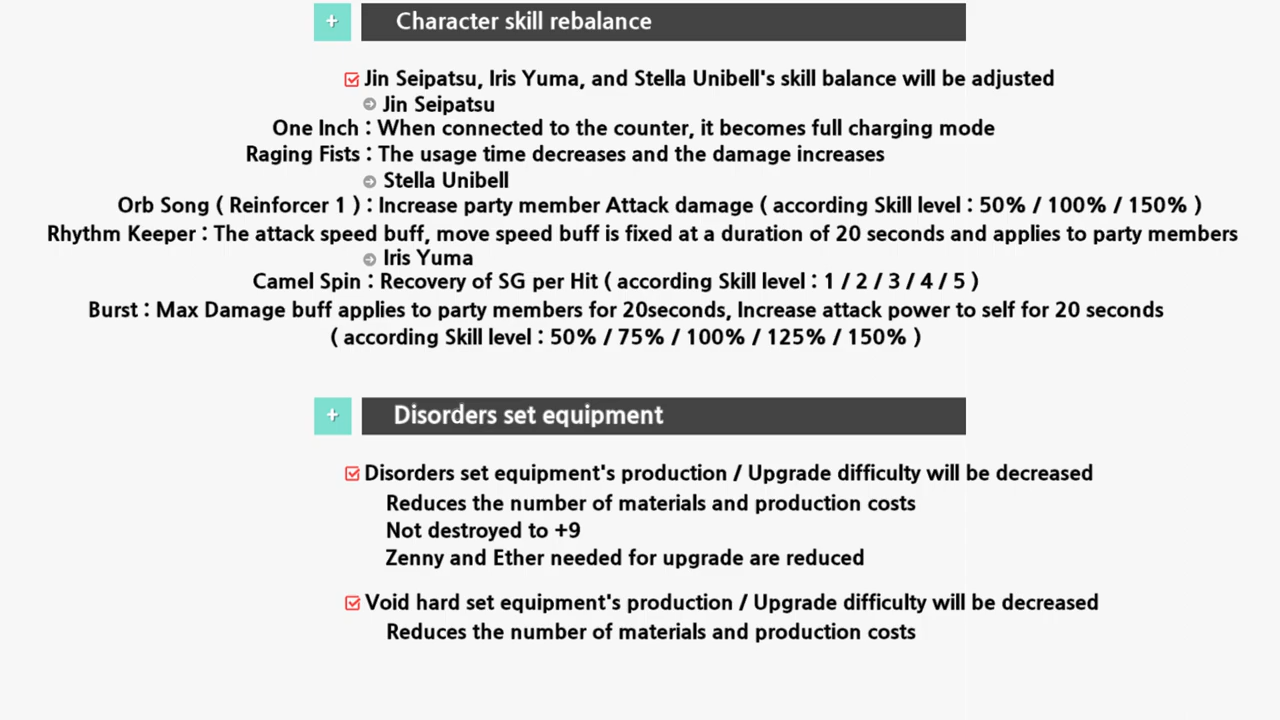 + Character skill rebalance
Jin Seipatsu, Iris Yuma, and Stella Unibell's skill balance will be adjusted
Jin Seipatsu
One Inch : When connected to the counter, it becomes full charging mode
Raging Fists : The usage time decreases and the damage increases
Stella Unibell
Orb Song ( Reinforcer 1 ) : Increase party member Attack damage ( according Skill level : 50% / 100% / 150% )
Rhythm Keeper : The attack speed buff, move speed buff is fixed at a duration of 20 seconds and applies to party members
Iris Yuma
Camel Spin : Recovery of SG per Hit ( according Skill level : 1 / 2 / 3 / 4 / 5 )
Burst : Max Damage buff applies to party members for 20seconds, Increase attack power to self for 20 seconds
( according Skill level : 50% / 75% / 100% / 125% / 150% )
+ Disorders set equipment
Disorders set equipment's production / Upgrade difficulty will be decreased
Reduces the number of materials and production costs
Not destroyed to +9
Zenny and Ether needed for upgrade are reduced
Void hard set equipment's production / Upgrade difficulty will be decreased
Reduces the number of materials and production costs